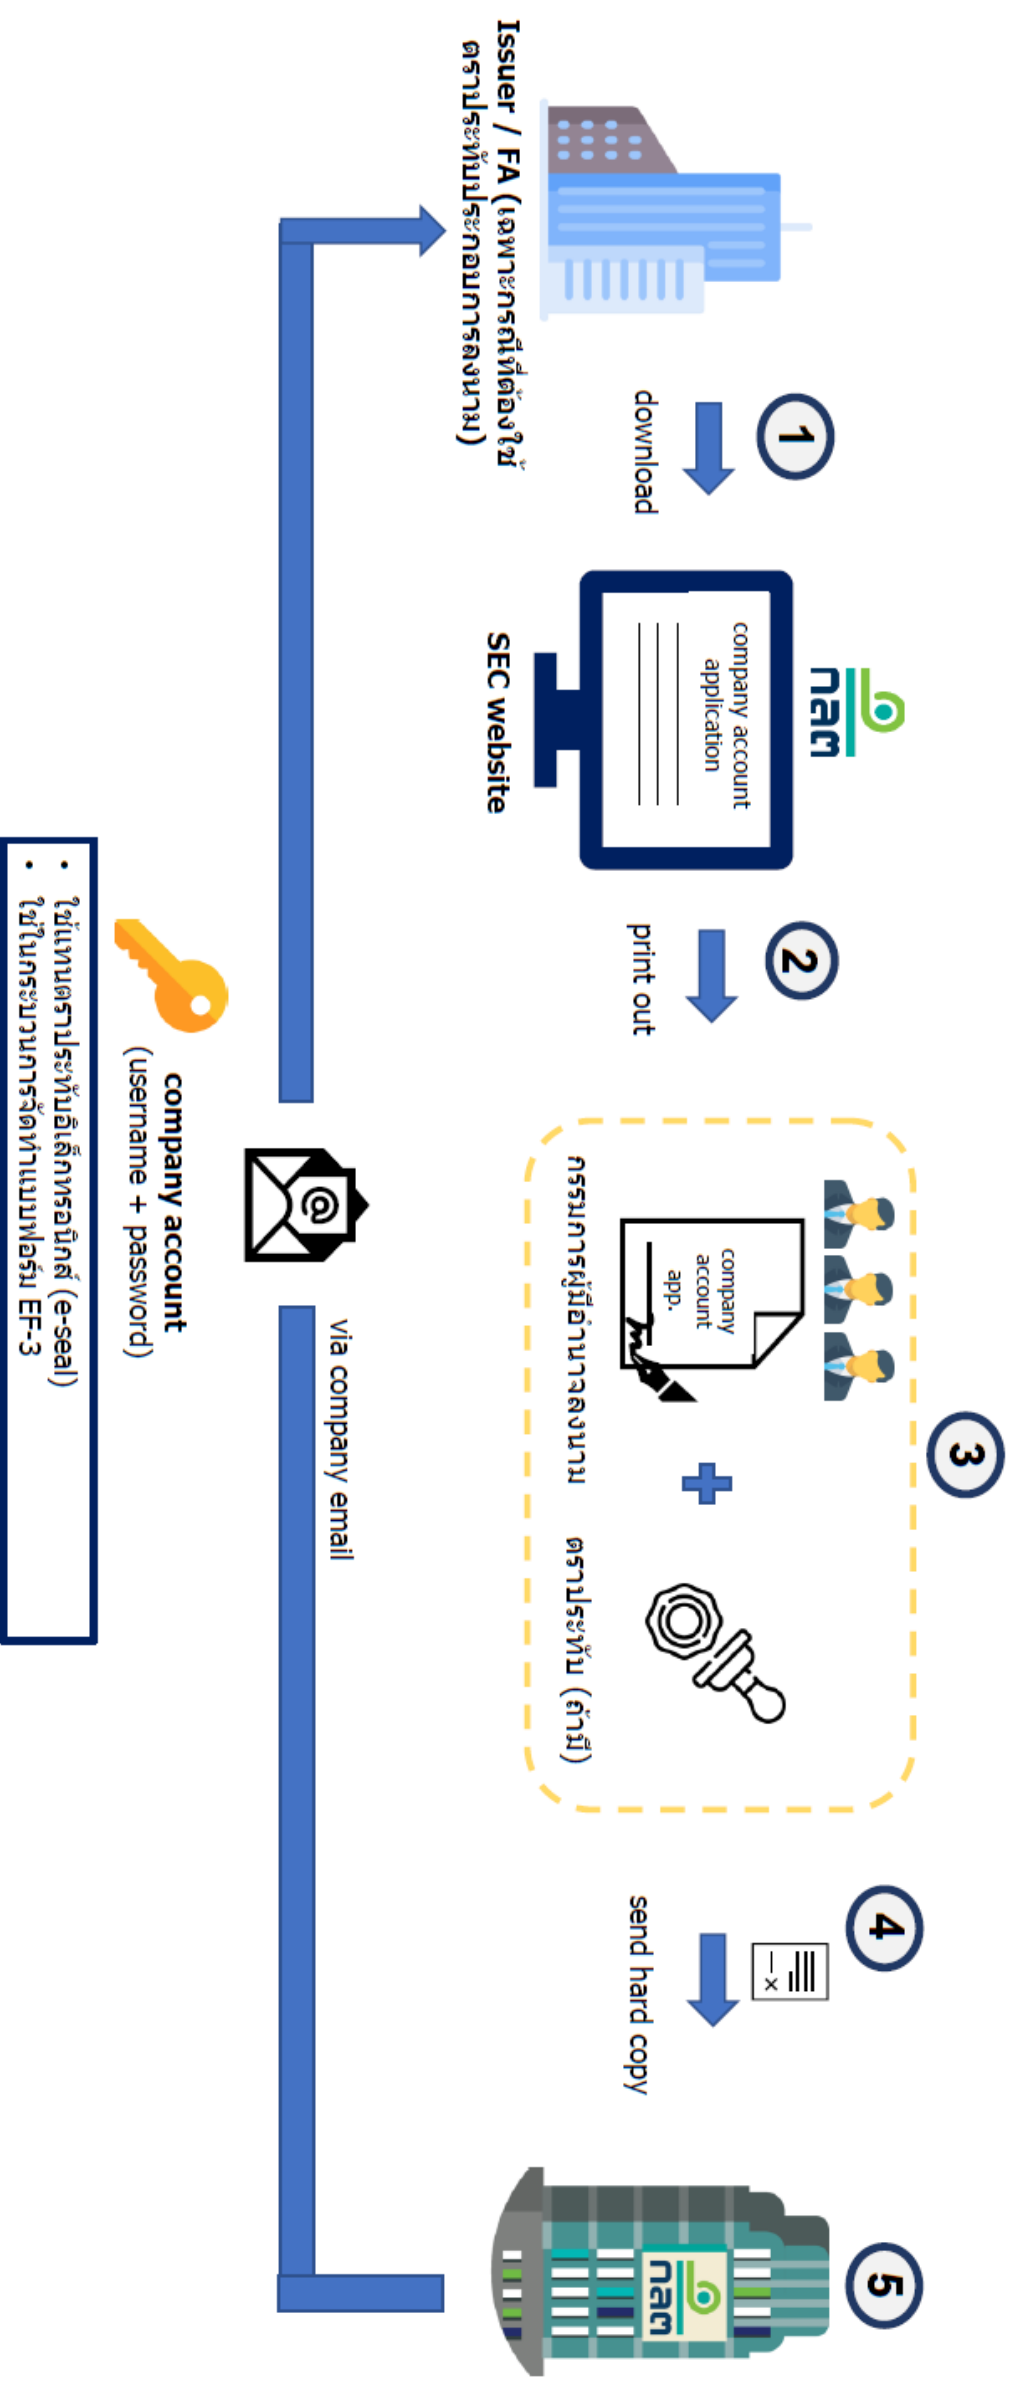 1
download
Issuer / FA (เฉพาะกรณีที่ต้องใช้
ตราประทับประกอบการลงนาม)
กลต
company account
application
SEC website
2
print out
3
company
account
app.
กรรมการผู้มีอำนาจลงนาม
ตราประทับ (ถ้ามี)
4
send hard copy
5
กลต
via company email
@
company account
(username + password)
• ใช้แทนตราประทับอิเล็กทรอนิกส์ (e-seal)
• ใช้ในกระบวนการจัดทำแบบฟอร์ม EF-3